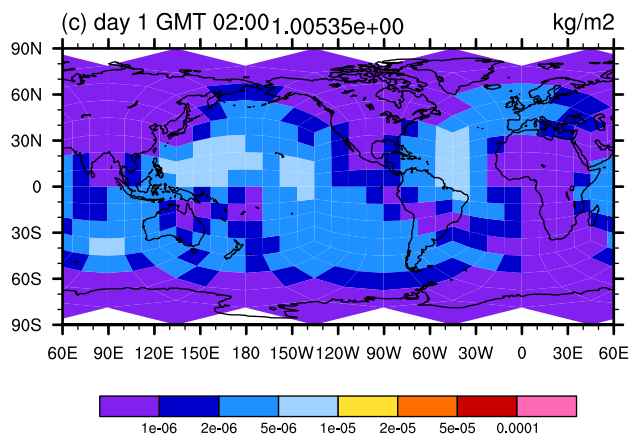 (c) day 1 GMT 02:00 1.00535e+00 kg/m2
90N
60N
30N
0
30S
60S
90S
60E 90E 120E 150E 180 150W 120W 90W 60W 30W 0 30E 60E
1e-06 2e-06 5e-06 1e-05 2e-05 5e-05 0.0001